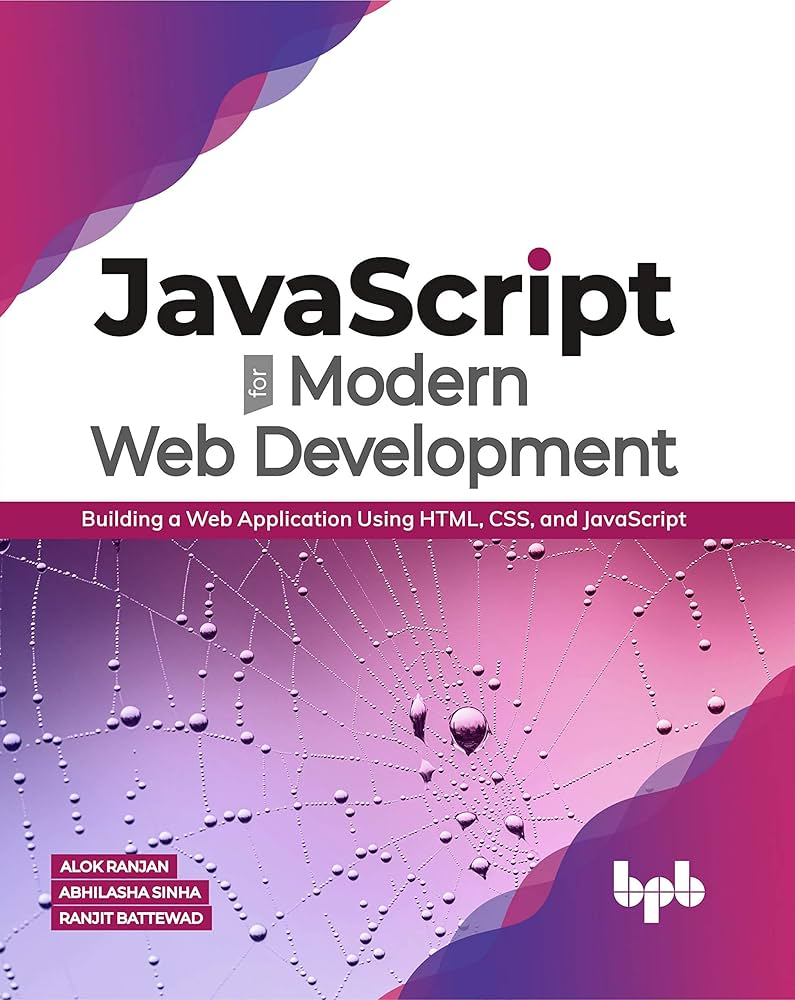 JavaScript
for Modern
Web Development
Building a Web Application Using HTML, CSS, and JavaScript
ALOK RANJAN
ABHILASHA SINHA
RANJIT BATTEWAD
bpb